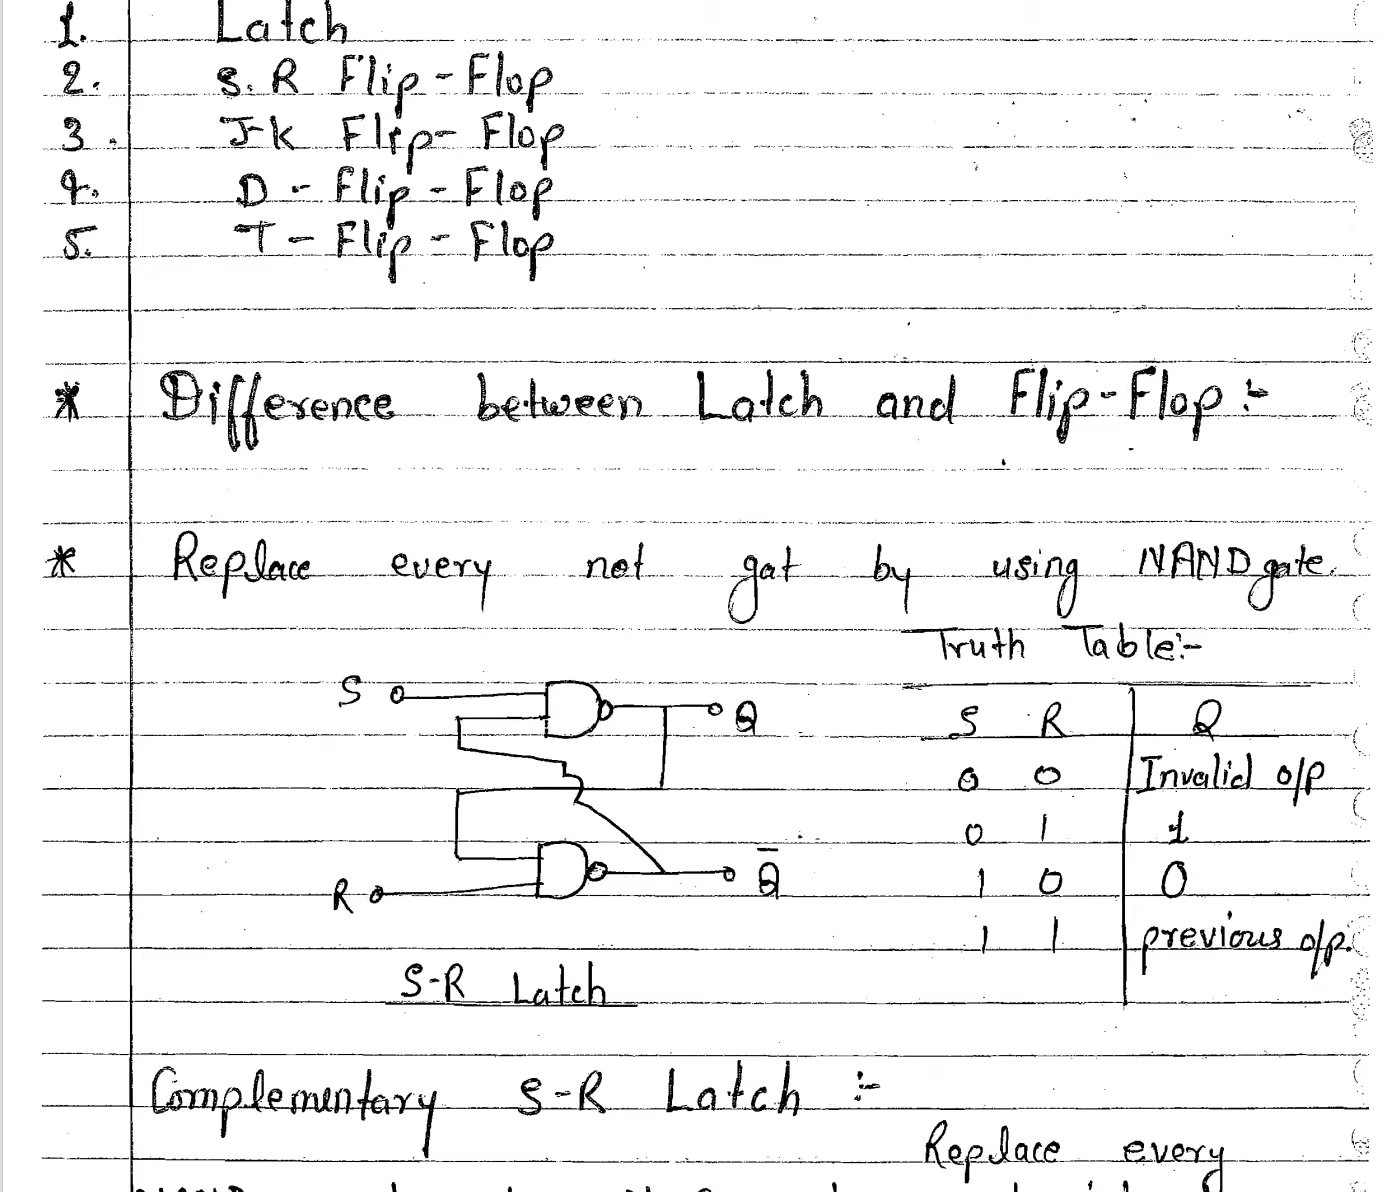 1. Latch
2. S.R Flip-Flop
3. J-K Flip-Flop
4. D-Flip-Flop
5. T-Flip-Flop
* Difference between Latch and Flip-Flop :-
* Replace every not gat by using NAND gate.
Truth Table:-
S Q
R Q̅
S-R Latch
S R Q
0 0 Invalid o/p
0 1 1
1 0 0
1 1 previous o/p.
Complementary S-R Latch :-
Replace every